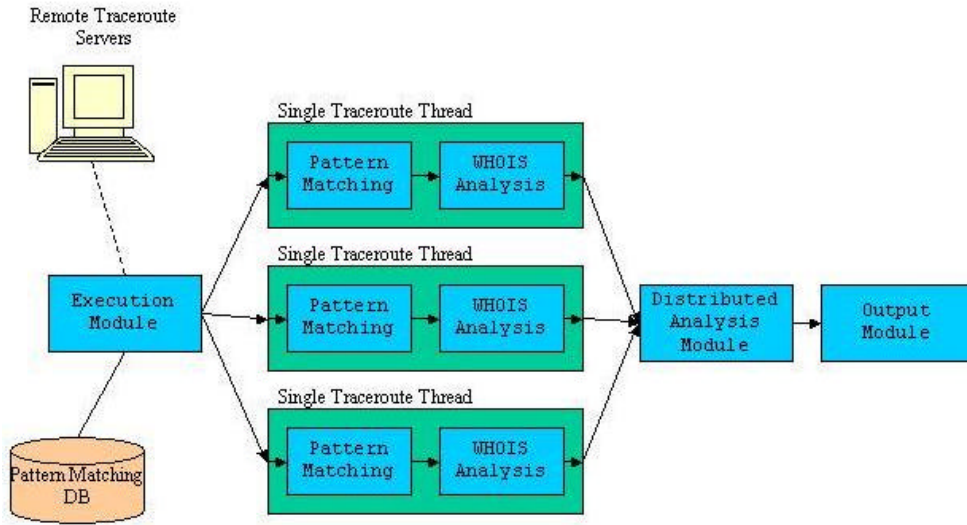 Remote Traceroute
Servers
Single Traceroute Thread
Pattern
Matching
WHOIS
Analysis
Single Traceroute Thread
Execution
Module
Pattern
Matching
WHOIS
Analysis
Distributed
Analysis
Module
Output
Module
Single Traceroute Thread
Pattern
Matching
WHOIS
Analysis
Pattern Matching
DB